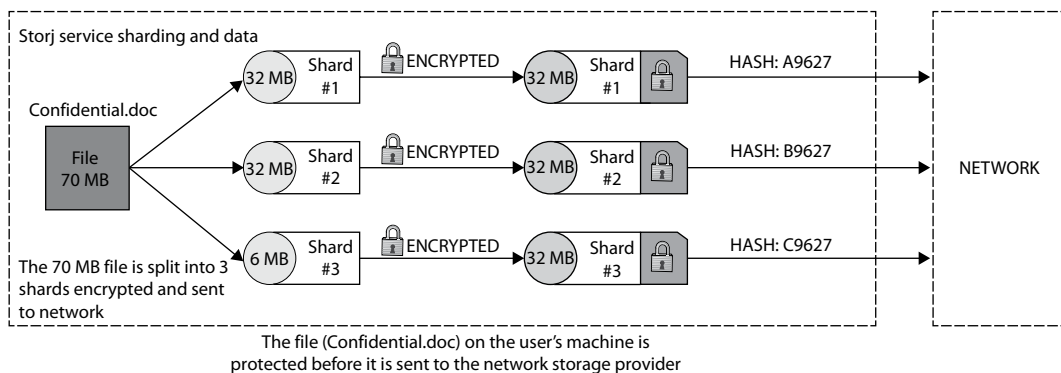 Storj service sharding and data
Confidential.doc
File
70 MB
32 MB
Shard
#1
ENCRYPTED
32 MB
Shard
#1
HASH: A9627
32 MB
Shard
#2
ENCRYPTED
32 MB
Shard
#2
HASH: B9627
6 MB
Shard
#3
ENCRYPTED
32 MB
Shard
#3
HASH: C9627
NETWORK
The 70 MB file is split into 3
shards encrypted and sent
to network
The file (Confidential.doc) on the user's machine is
protected before it is sent to the network storage provider